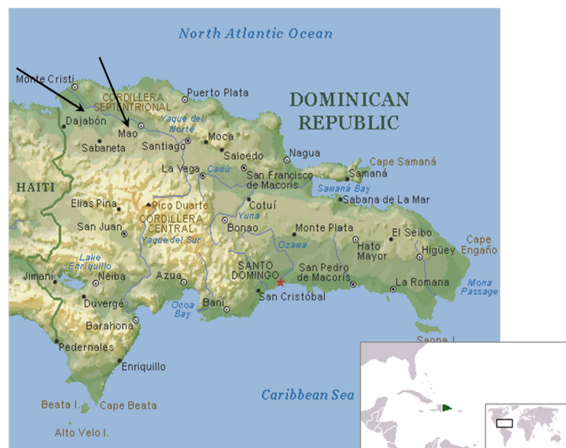 North Atlantic Ocean
Monte Cristi
Puerto Plata
CORDILLERA
SEPTENTRIONAL
DOMINICAN
REPUBLIC
Dajabón
Mao
Yaque del
Norte
Moca
Sabaneta
Santiago
Salcedo
Nagua
Cape Samaná
La Vega
Camú
San Francisco
de Macorís
Samaná
Samaná Bay
HAITI
Elías Piña
Pico Duarte
Cotuí
Sabana de La Mar
CORDILLERA
CENTRAL
Yuna
San Juan
Bonao
Monte Plata
El Seibo
Yaque del Sur
Ozama
Hato
Mayor
Higüey
Cape
Engaño
Lake
Enriquillo
SANTO
DOMINGO
San Pedro
de Macorís
Jimaní
Neiba
Azua
La Romana
Mona
Passage
Duvergé
Ocoa
Bay
Baní
San Cristóbal
Barahona
Pedernales
Enriquillo
Beata I.
Cape Beata
Caribbean Sea
Alto Velo I.